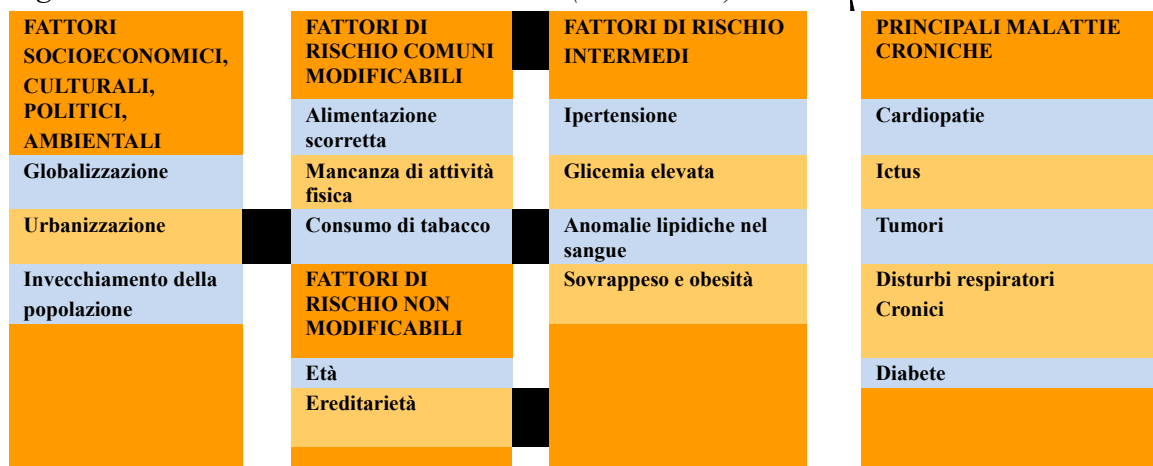 FATTORI
SOCIOECONOMICI,
CULTURALI,
POLITICI,
AMBIENTALI
Globalizzazione
Urbanizzazione
Invecchiamento della
popolazione
FATTORI DI
RISCHIO COMUNI
MODIFICABILI
Alimentazione
scorretta
Mancanza di attività
fisica
Consumo di tabacco
FATTORI DI
RISCHIO NON
MODIFICABILI
Età
Ereditarietà
FATTORI DI RISCHIO
INTERMEDI
Ipertensione
Glicemia elevata
Anomalie lipidiche nel
sangue
Sovrappeso e obesità
PRINCIPALI MALATTIE
CRONICHE
Cardiopatie
Ictus
Tumori
Disturbi respiratori
Cronici
Diabete